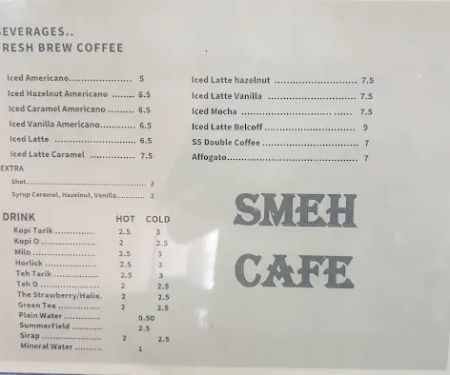 BEVERAGES..
FRESH BREW COFFEE
Iced Americano..................... 5
Iced Hazelnut Americano ........ 6.5
Iced Caramel Americano ......... 6.5
Iced Vanilla Americano........... 6.5
Iced Latte ......................... 6.5
Iced Latte Caramel ............... 7.5
EXTRA
Shot........................................ 2
Syrup Caramel, Hazelnut, Vanilla........... 2
Iced Latte hazelnut ........................... 7.5
Iced Latte Vanilla ............................. 7.5
Iced Mocha ................................... 7.5
Iced Latte Belcoff ............................ 9
SS Double Coffee ............................. 7
Affogato.......................................... 7
SMEH
CAFE
DRINK HOT COLD
Kopi Tarik .............. 2.5 3
Kopi O ................... 2 2.5
Milo....................... 2.5 3
Horlick ................... 2.5 3
Teh Tarik ................ 2.5 3
Teh O .................... 2 2.5
The Strawberry/Halia. 2 2.5
Green Tea .............. 2 2.5
Plain Water ............ 0.50
SummerField ........... 2.5
Sirap ..................... 2 2.5
Mineral Water ......... 1